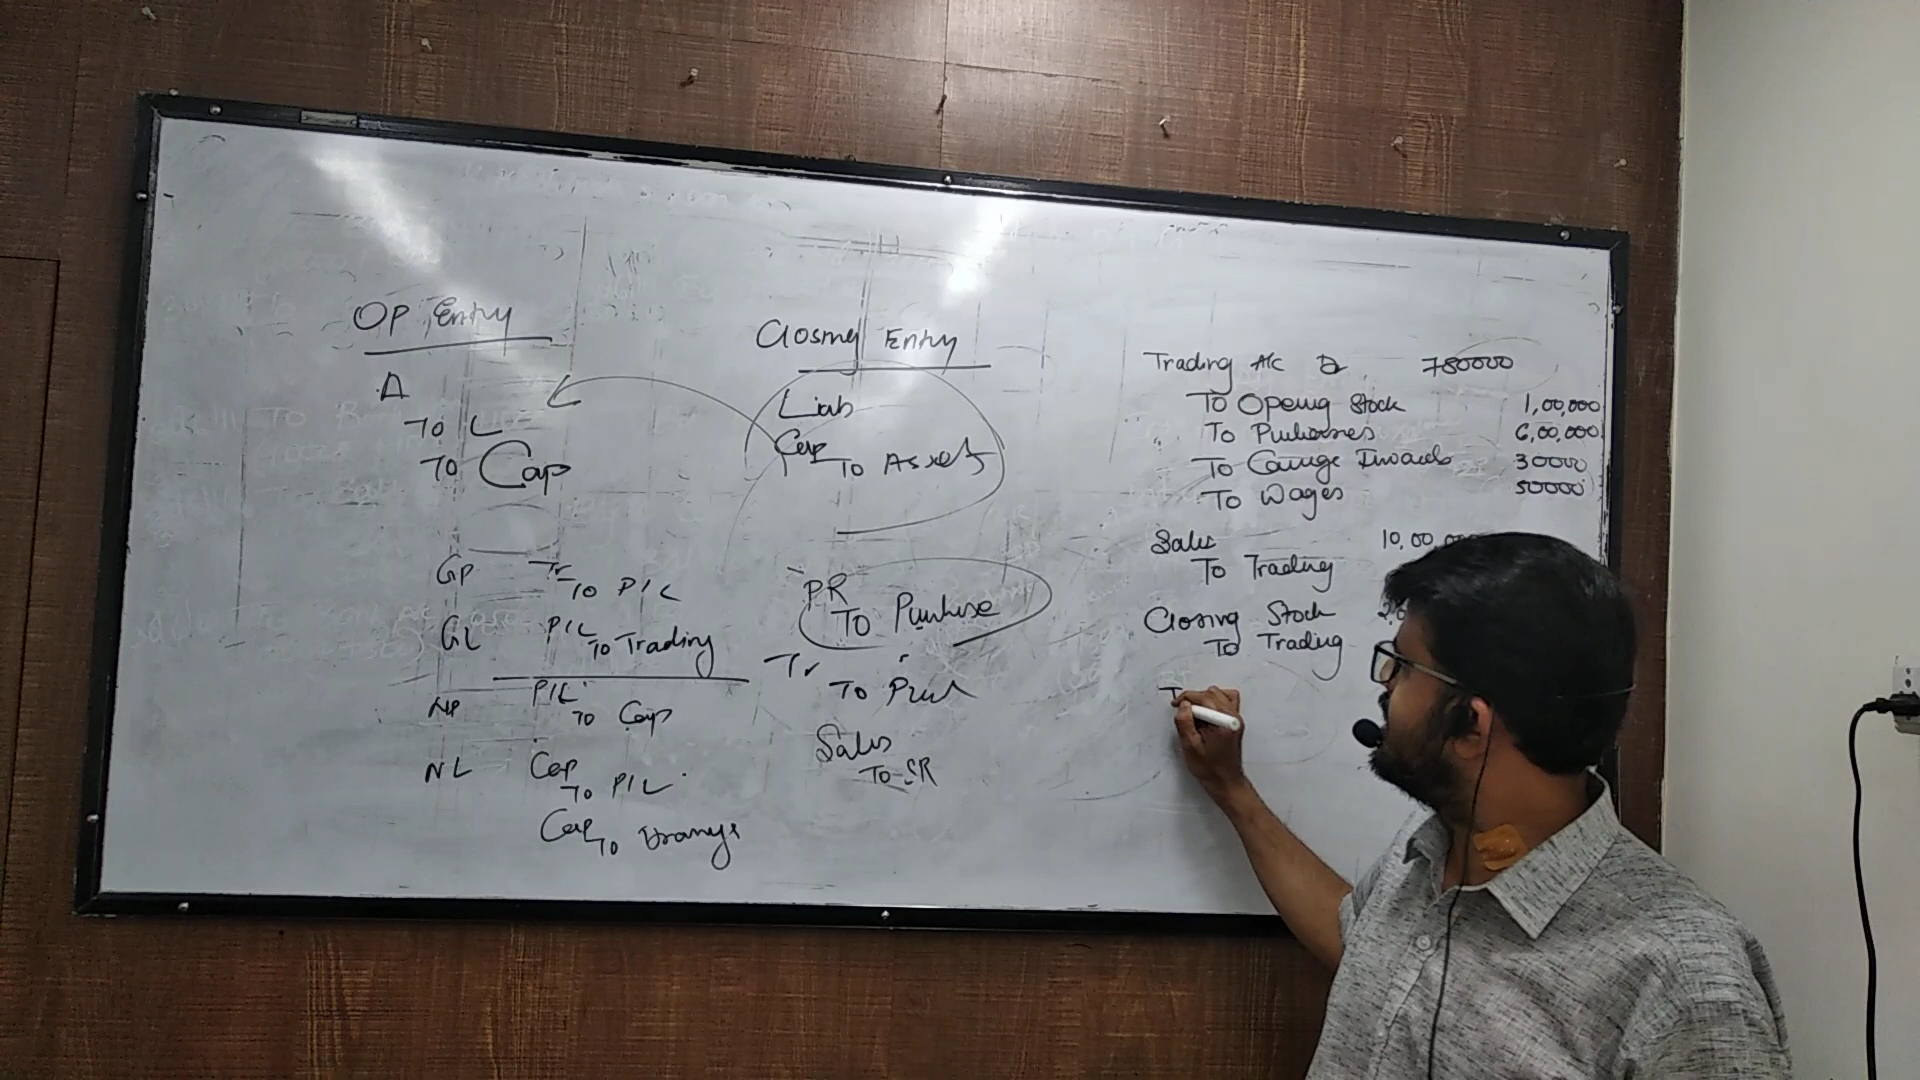 OP Entry
A
TO L
TO Cap
GP Tr
TO P/L
GL P/L
To Trading
NP P/L
TO Cap
NL Cap
TO P/L
Cap
TO Drawings
Closing Entry
Liab
Cap
TO Assets
PR
TO Purchase
Tr
TO Purch
Sales
TO SR
Trading A/C Dr 780000
TO Opening Stock 1,00,000
TO Purchases 6,00,000
TO Carriage Inwards 30000
TO Wages 50000
Sales 10,00,
TO Trading
Closing Stock
TO Trading
T